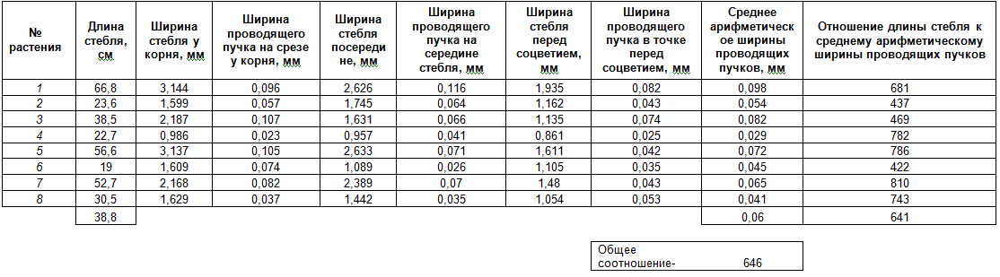 № растения | Длина стебля, см | Ширина стебля у корня, мм | Ширина проводящего пучка на срезе у корня, мм | Ширина стебля посереди не, мм | Ширина проводящего пучка на середине стебля, мм | Ширина стебля перед соцветием, мм | Ширина проводящего пучка в точке перед соцветием, мм | Среднее арифметическ ое ширины проводящих пучков, мм | Отношение длины стебля к среднему арифметическому ширины проводящих пучков
1 | 66,8 | 3,144 | 0,096 | 2,626 | 0,116 | 1,935 | 0,082 | 0,098 | 681
2 | 23,6 | 1,599 | 0,057 | 1,745 | 0,064 | 1,162 | 0,043 | 0,054 | 437
3 | 38,5 | 2,187 | 0,107 | 1,631 | 0,066 | 1,135 | 0,074 | 0,082 | 469
4 | 22,7 | 0,986 | 0,023 | 0,957 | 0,041 | 0,861 | 0,025 | 0,029 | 782
5 | 56,6 | 3,137 | 0,105 | 2,633 | 0,071 | 1,611 | 0,042 | 0,072 | 786
6 | 19 | 1,609 | 0,074 | 1,089 | 0,026 | 1,105 | 0,035 | 0,045 | 422
7 | 52,7 | 2,168 | 0,082 | 2,389 | 0,07 | 1,48 | 0,043 | 0,065 | 810
8 | 30,5 | 1,629 | 0,037 | 1,442 | 0,035 | 1,054 | 0,053 | 0,041 | 743
38,8 | 0,06 | 641
Общее
соотношение- 646